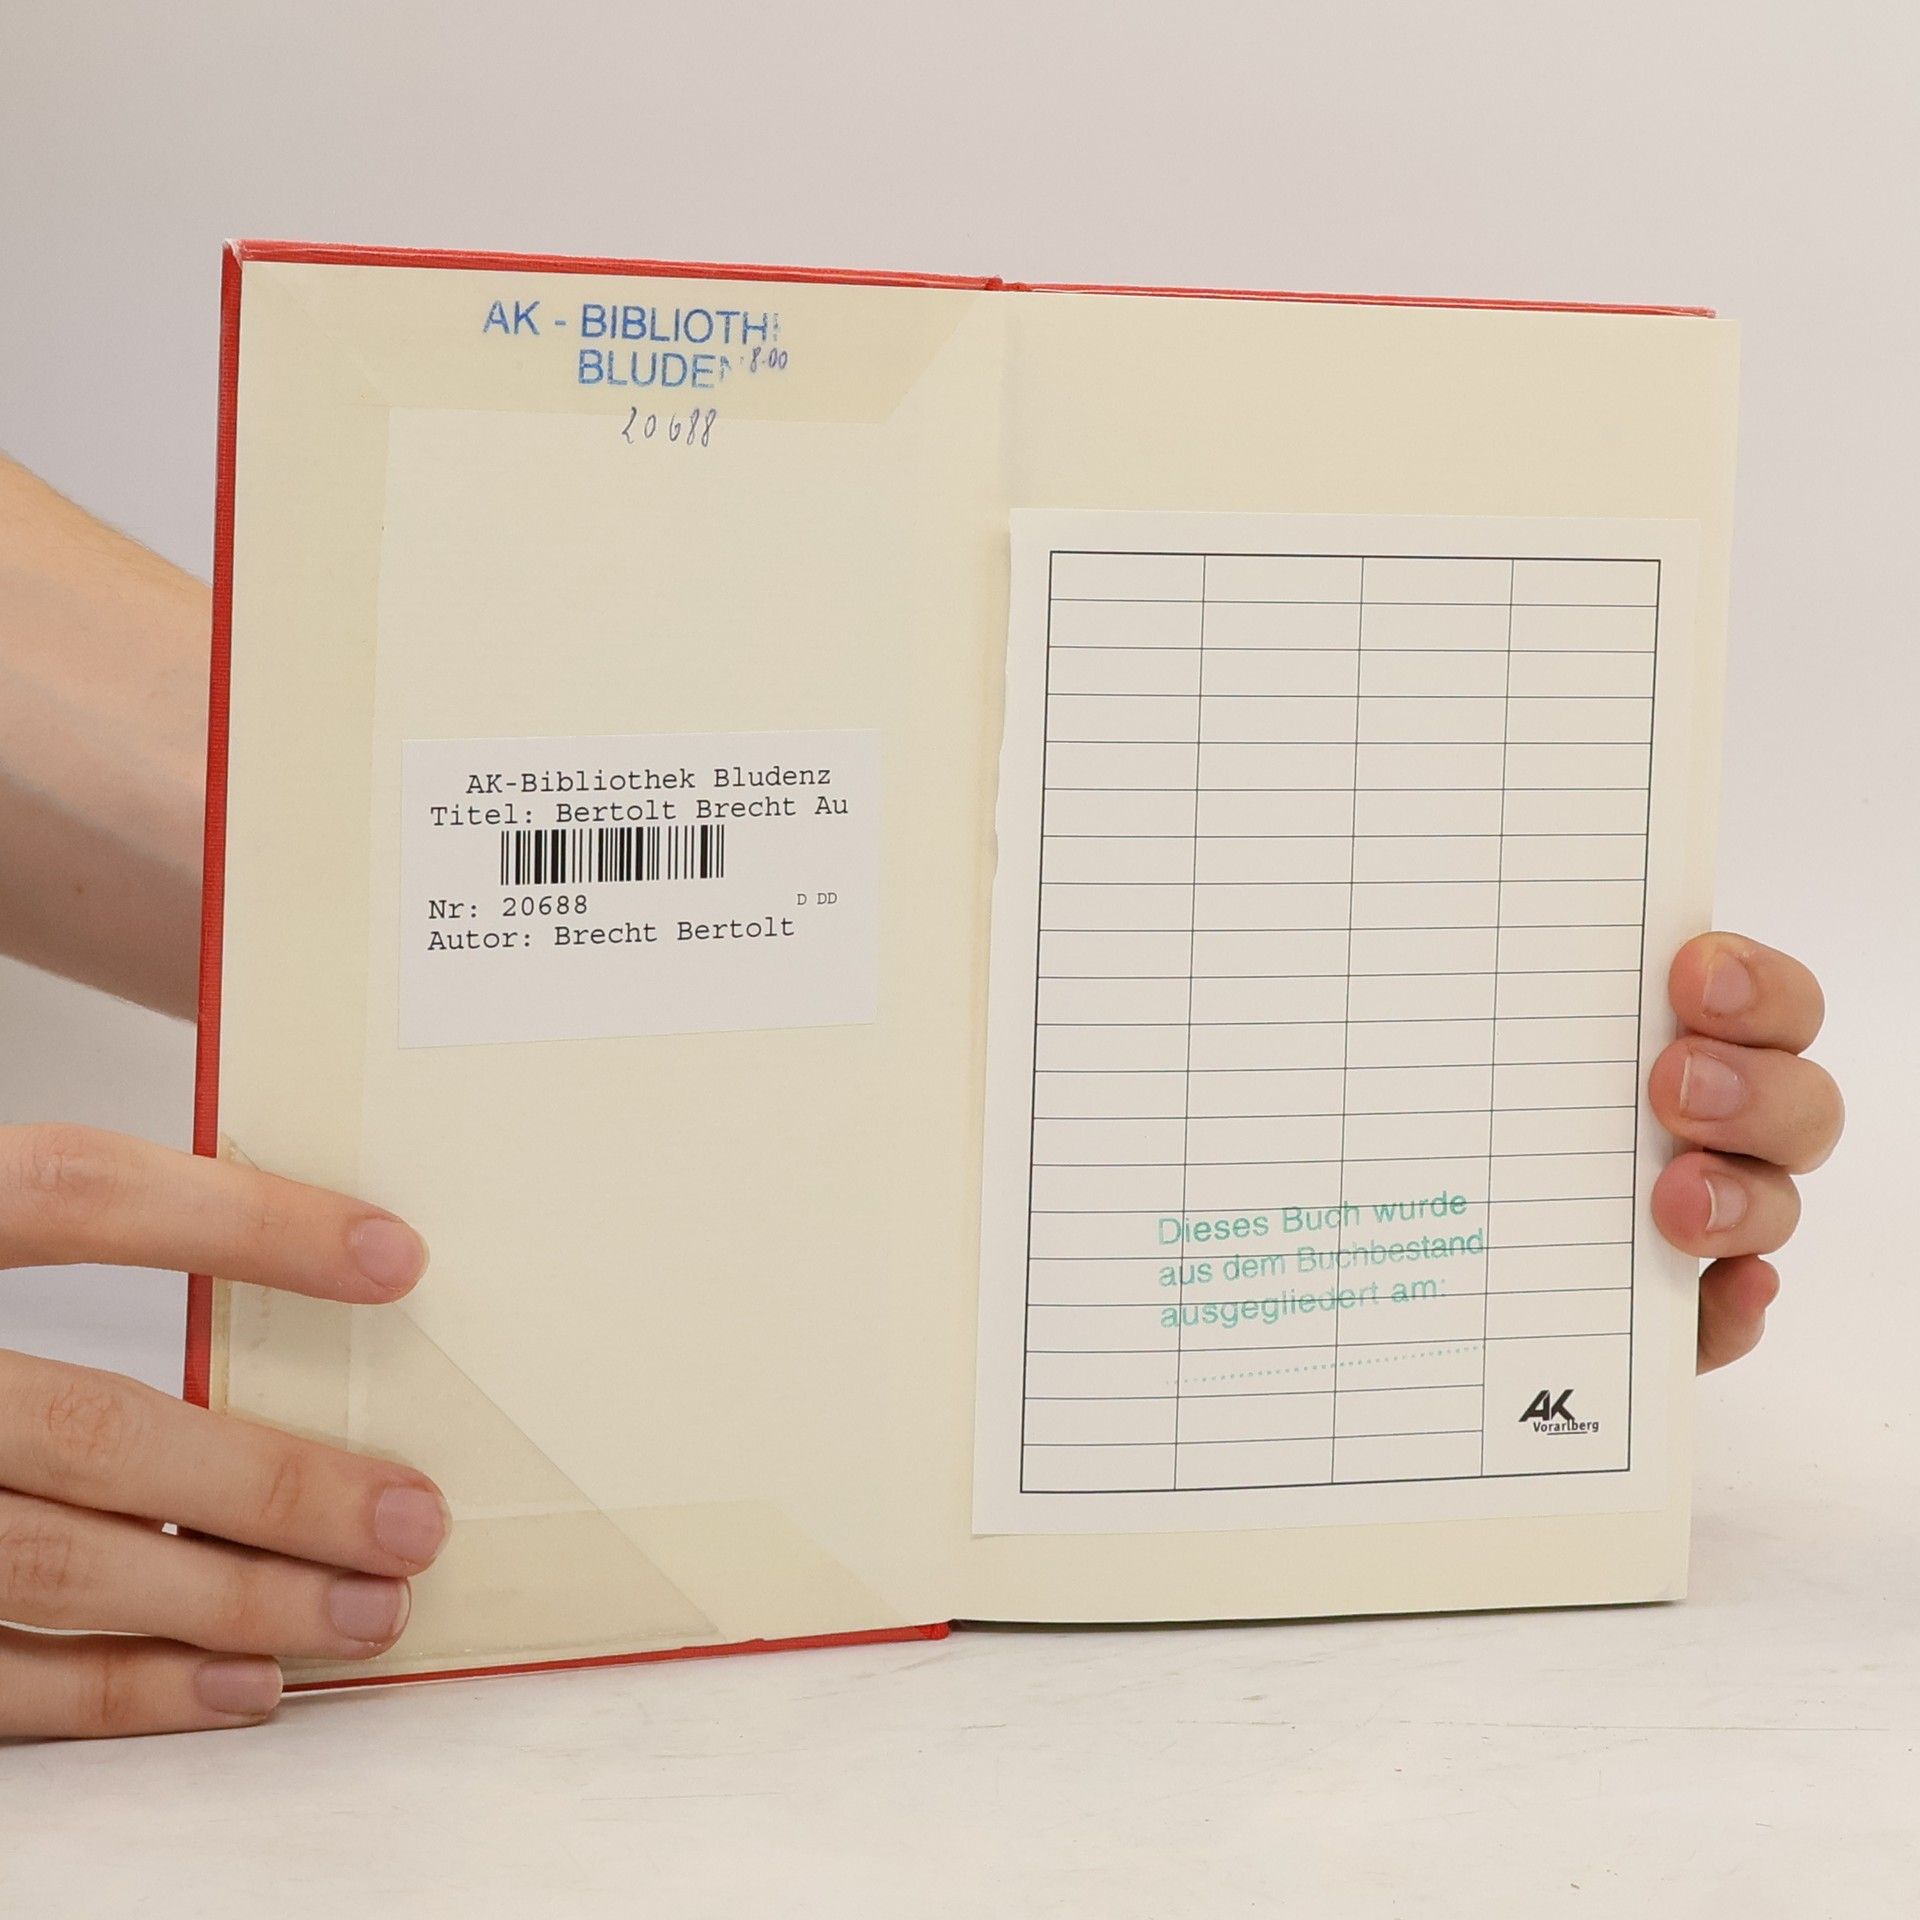 AK - BIBLIOTH
BLUDEN
8.00
20688
AK-Bibliothek Bludenz
Titel: Bertolt Brecht Au
Nr: 20688
D DD
Autor: Brecht Bertolt
Dieses Buch wurde
aus dem Buchbestand
ausgegliedert am:
AK
Vorarlberg